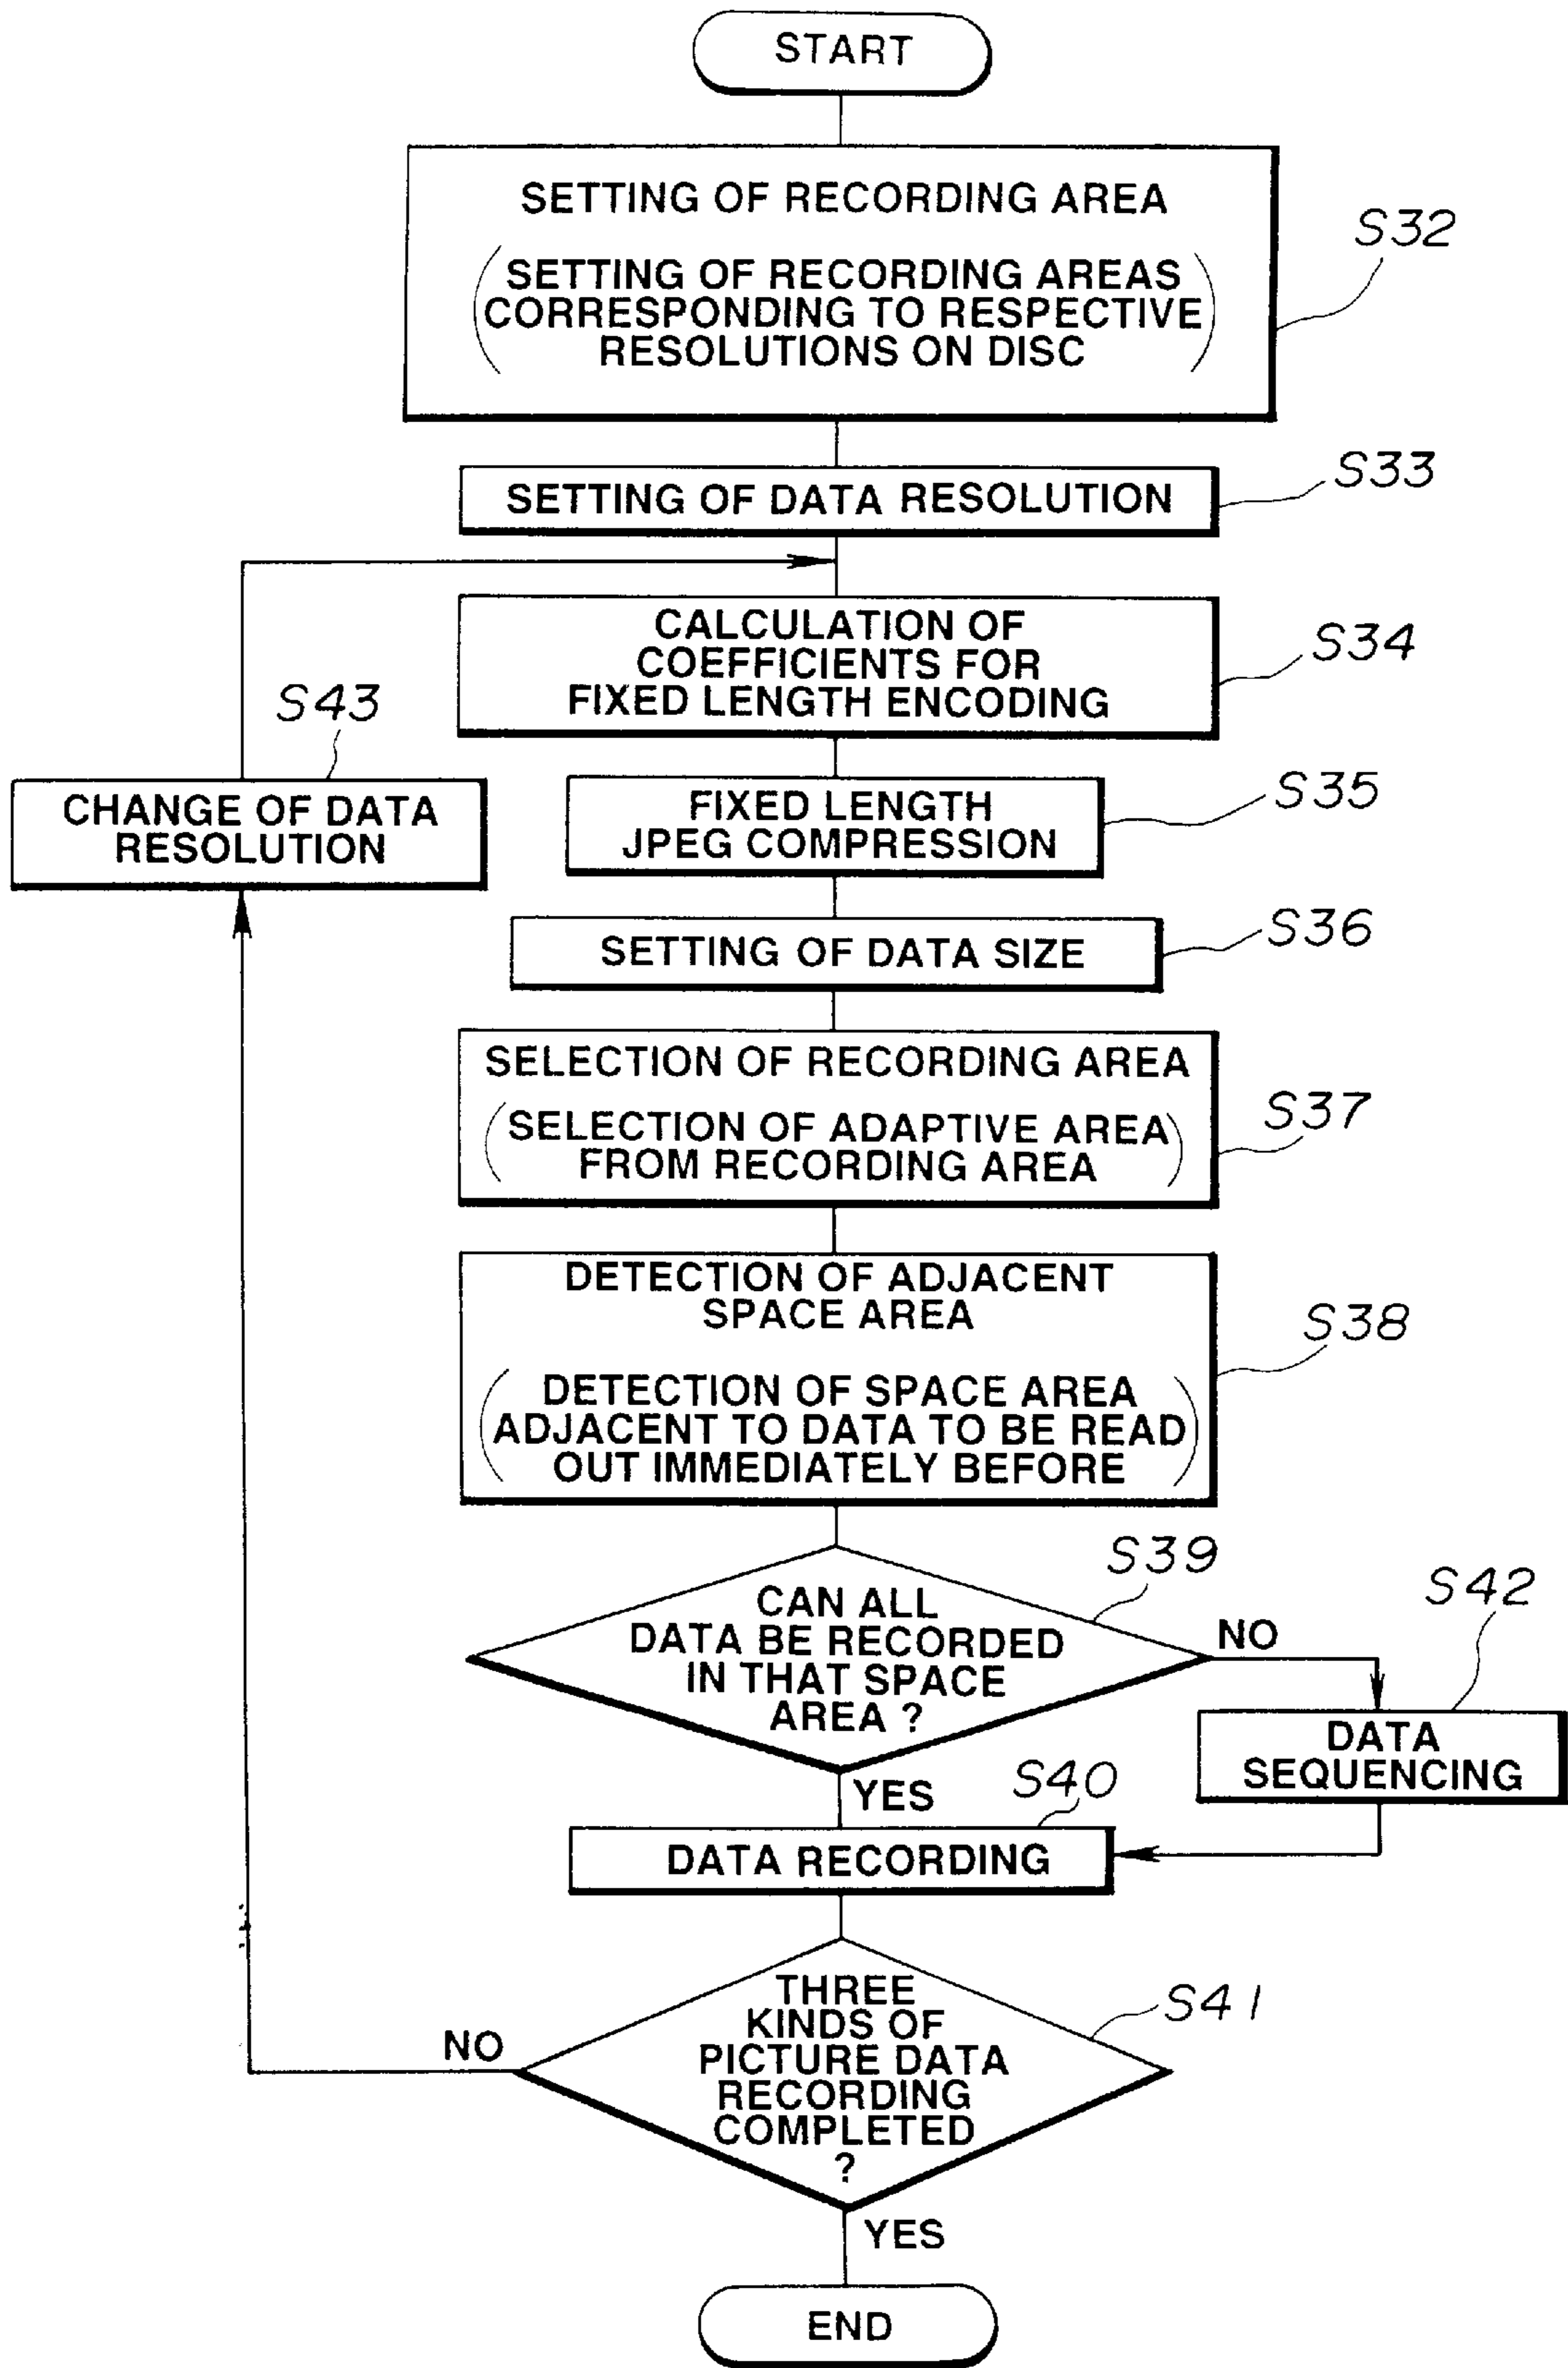 START
SETTING OF RECORDING AREA
(SETTING OF RECORDING AREAS
CORRESPONDING TO RESPECTIVE
RESOLUTIONS ON DISC)
S32
SETTING OF DATA RESOLUTION
S33
CALCULATION OF
COEFFICIENTS FOR
FIXED LENGTH ENCODING
S34
S43
CHANGE OF DATA
RESOLUTION
FIXED LENGTH
JPEG COMPRESSION
S35
SETTING OF DATA SIZE
S36
SELECTION OF RECORDING AREA
(SELECTION OF ADAPTIVE AREA
FROM RECORDING AREA)
S37
DETECTION OF ADJACENT
SPACE AREA
(DETECTION OF SPACE AREA
ADJACENT TO DATA TO BE READ
OUT IMMEDIATELY BEFORE)
S38
CAN ALL
DATA BE RECORDED
IN THAT SPACE
AREA ?
S39
NO
S42
DATA
SEQUENCING
YES
S40
DATA RECORDING
THREE
KINDS OF
PICTURE DATA
RECORDING
COMPLETED
?
S41
NO
YES
END